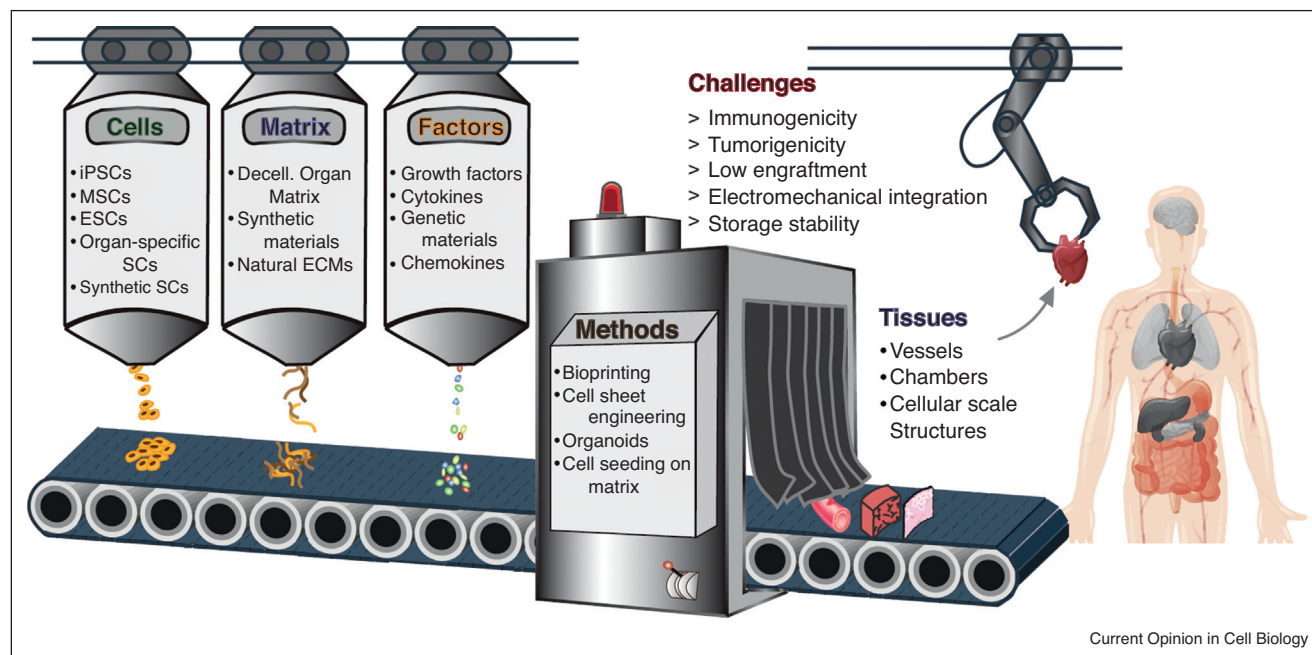 Cells
• iPSCs
• MSCs
• ESCs
• Organ-specific
SCs
• Synthetic SCs
Matrix
• Decell. Organ
Matrix
• Synthetic
materials
• Natural ECMs
Factors
• Growth factors
• Cytokines
• Genetic
materials
• Chemokines
Challenges
> Immunogenicity
> Tumorigenicity
> Low engraftment
> Electromechanical integration
> Storage stability
Methods
• Bioprinting
• Cell sheet
engineering
• Organoids
• Cell seeding on
matrix
Tissues
• Vessels
• Chambers
• Cellular scale
Structures
Current Opinion in Cell Biology